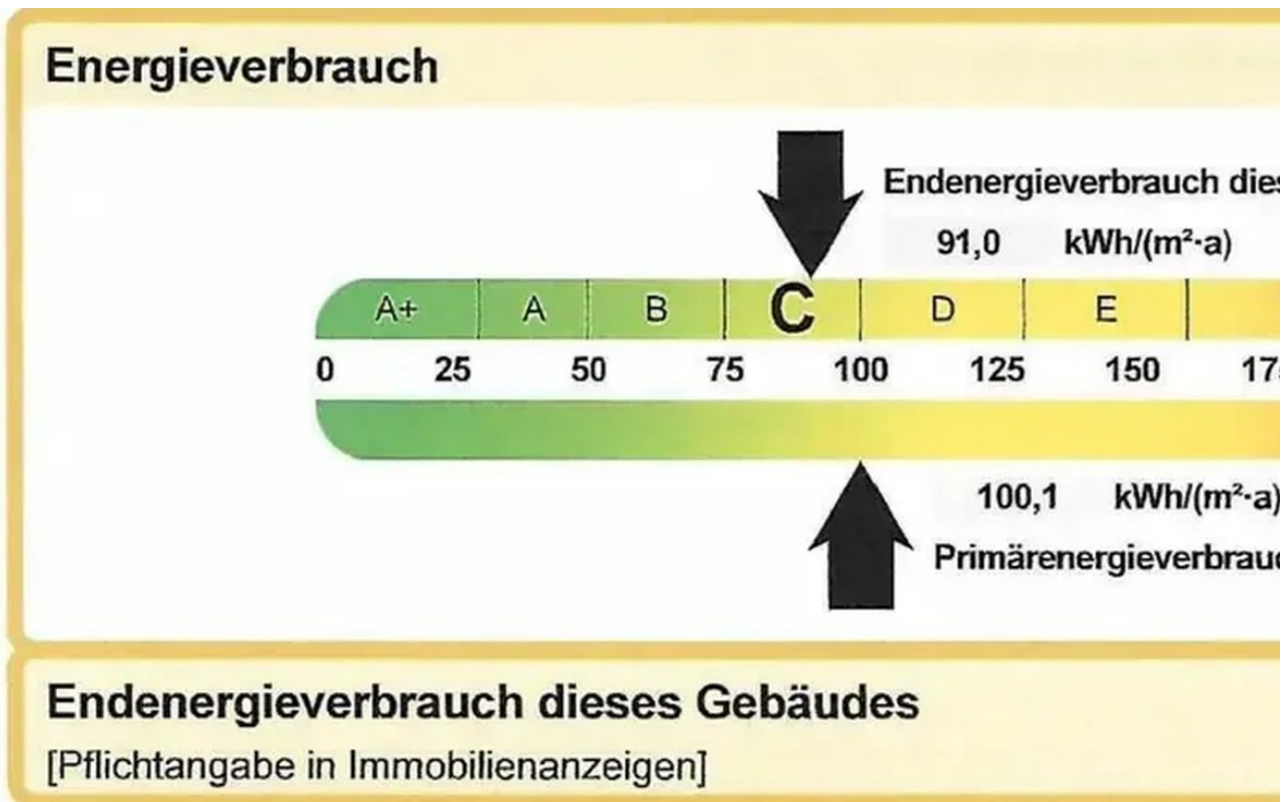 Energieverbrauch
Endenergieverbrauch
91,0 kWh/(m²·a)
A+ A B C D E
0 25 50 75 100 125 150
100,1 kWh/(m²·a)
Endenergieverbrauch dieses Gebäudes
[Pflichtangabe in Immobilienanzeigen]